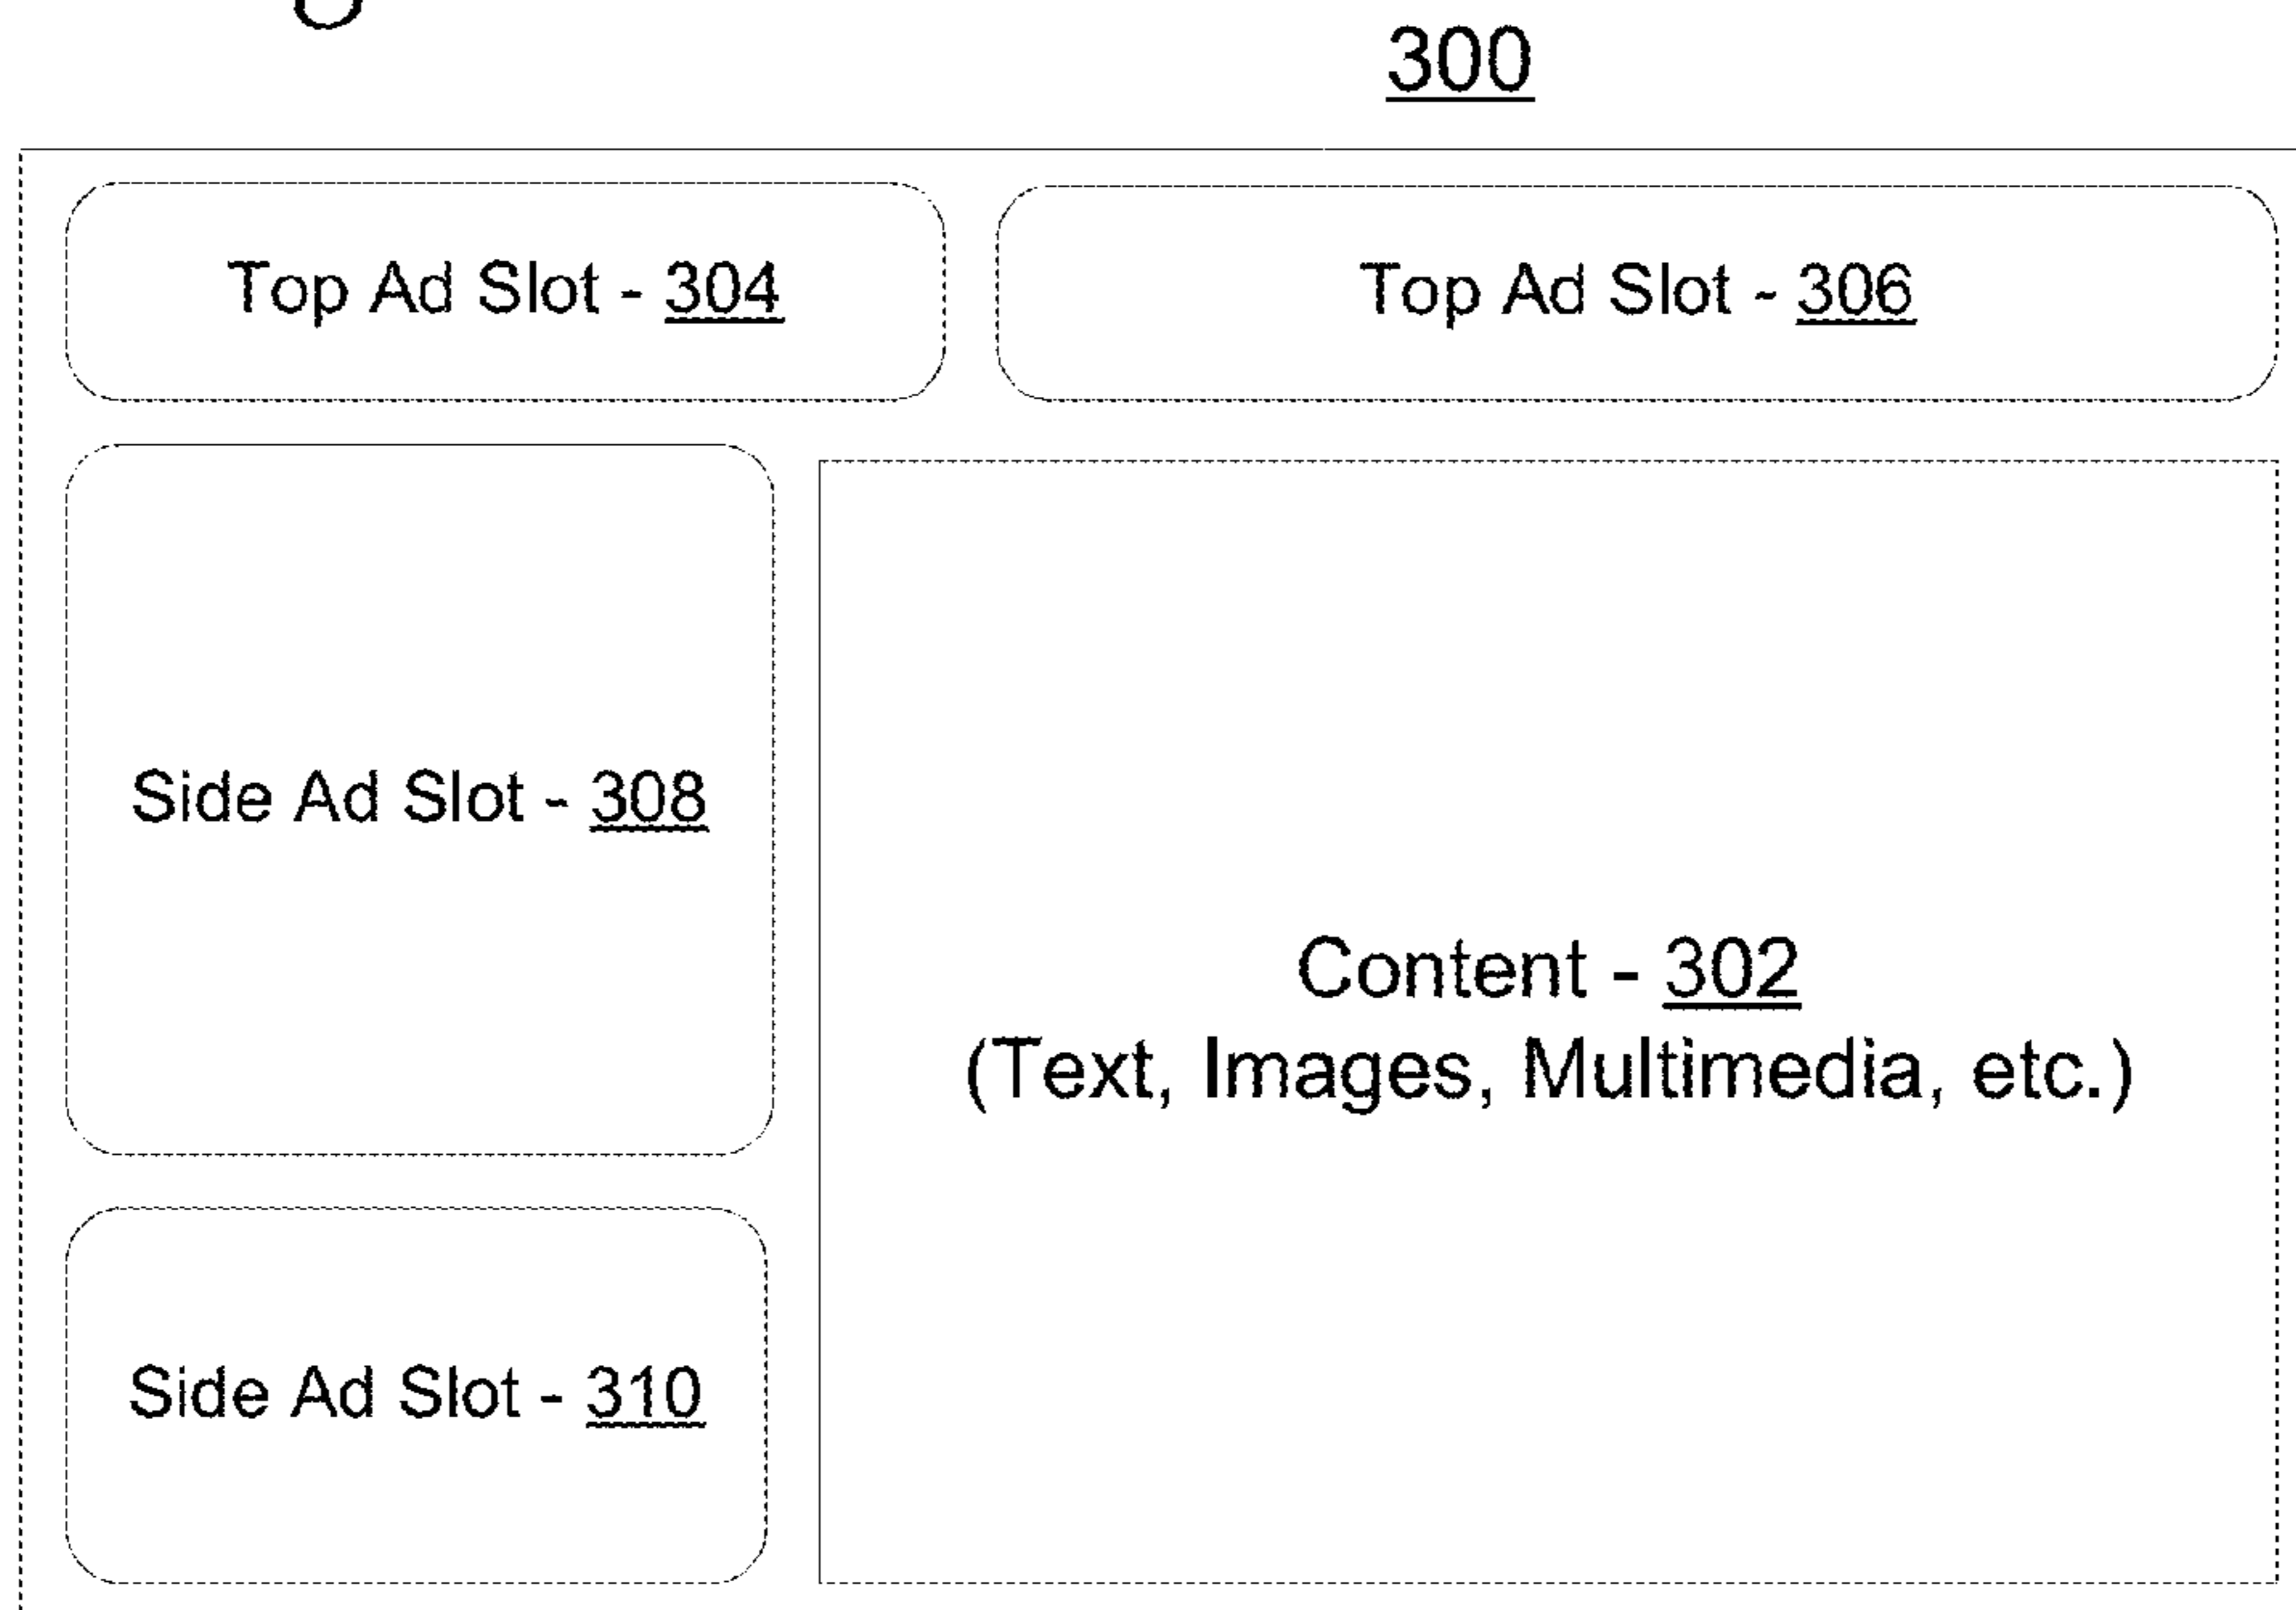 300
Top Ad Slot - 304
Top Ad Slot - 306
Side Ad Slot - 308
Content - 302
(Text, Images, Multimedia, etc.)
Side Ad Slot - 310